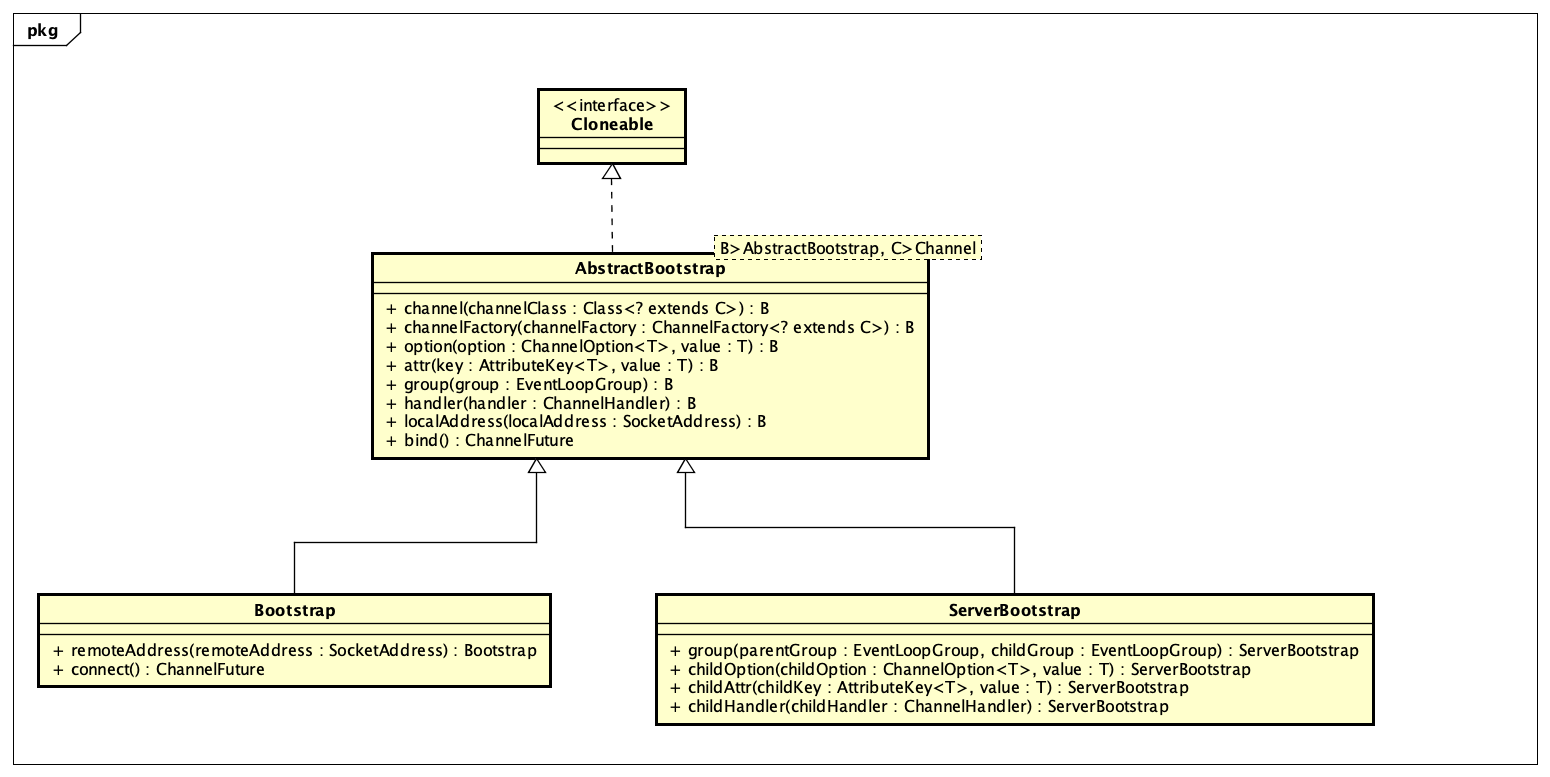 pkg
<<interface>>
Cloneable
B>AbstractBootstrap, C>Channel
AbstractBootstrap
+ channel(channelClass : Class<? extends C>) : B
+ channelFactory(channelFactory : ChannelFactory<? extends C>) : B
+ option(option : ChannelOption<T>, value : T) : B
+ attr(key : AttributeKey<T>, value : T) : B
+ group(group : EventLoopGroup) : B
+ handler(handler : ChannelHandler) : B
+ localAddress(localAddress : SocketAddress) : B
+ bind() : ChannelFuture
Bootstrap
+ remoteAddress(remoteAddress : SocketAddress) : Bootstrap
+ connect() : ChannelFuture
ServerBootstrap
+ group(parentGroup : EventLoopGroup, childGroup : EventLoopGroup) : ServerBootstrap
+ childOption(childOption : ChannelOption<T>, value : T) : ServerBootstrap
+ childAttr(childKey : AttributeKey<T>, value : T) : ServerBootstrap
+ childHandler(childHandler : ChannelHandler) : ServerBootstrap